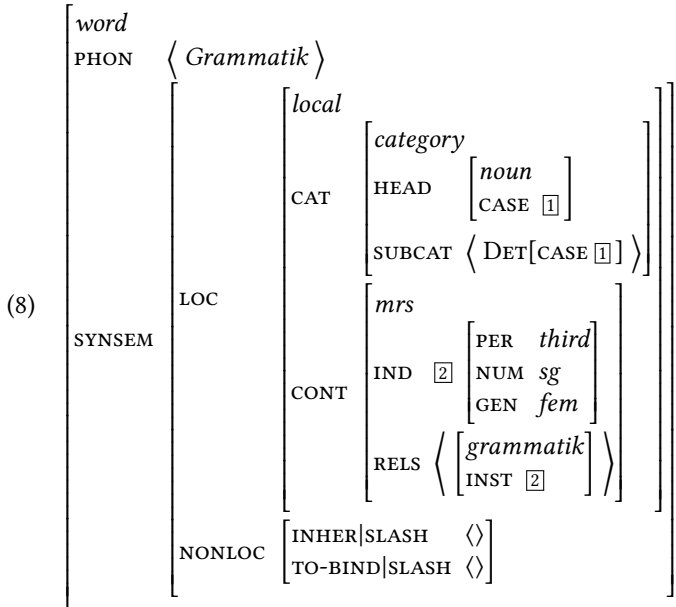 word
PHON ⟨ Grammatik ⟩
local
category
noun
HEAD
CASE 1
CAT
SUBCAT ⟨ DET[CASE 1] ⟩
LOC
(8)
SYNSEM
mrs
PER third
IND 2 NUM sg
GEN fem
CONT
grammatik
RELS ⟨ ⟩
INST 2
INHER|SLASH ⟨⟩
NONLOC
TO-BIND|SLASH ⟨⟩